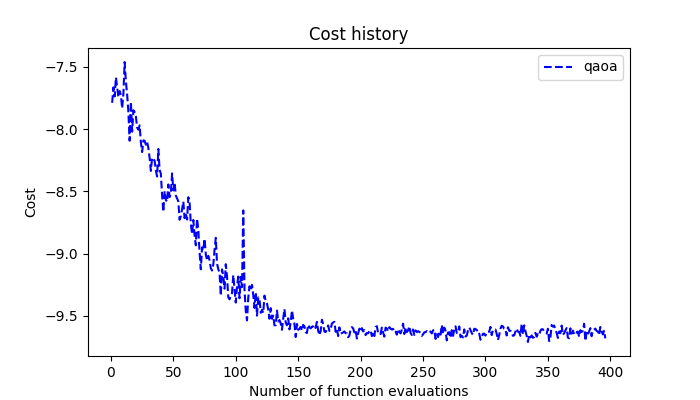 Cost history
qaoa
Cost
−7.5
−8.0
−8.5
−9.0
−9.5
0 50 100 150 200 250 300 350 400
Number of function evaluations